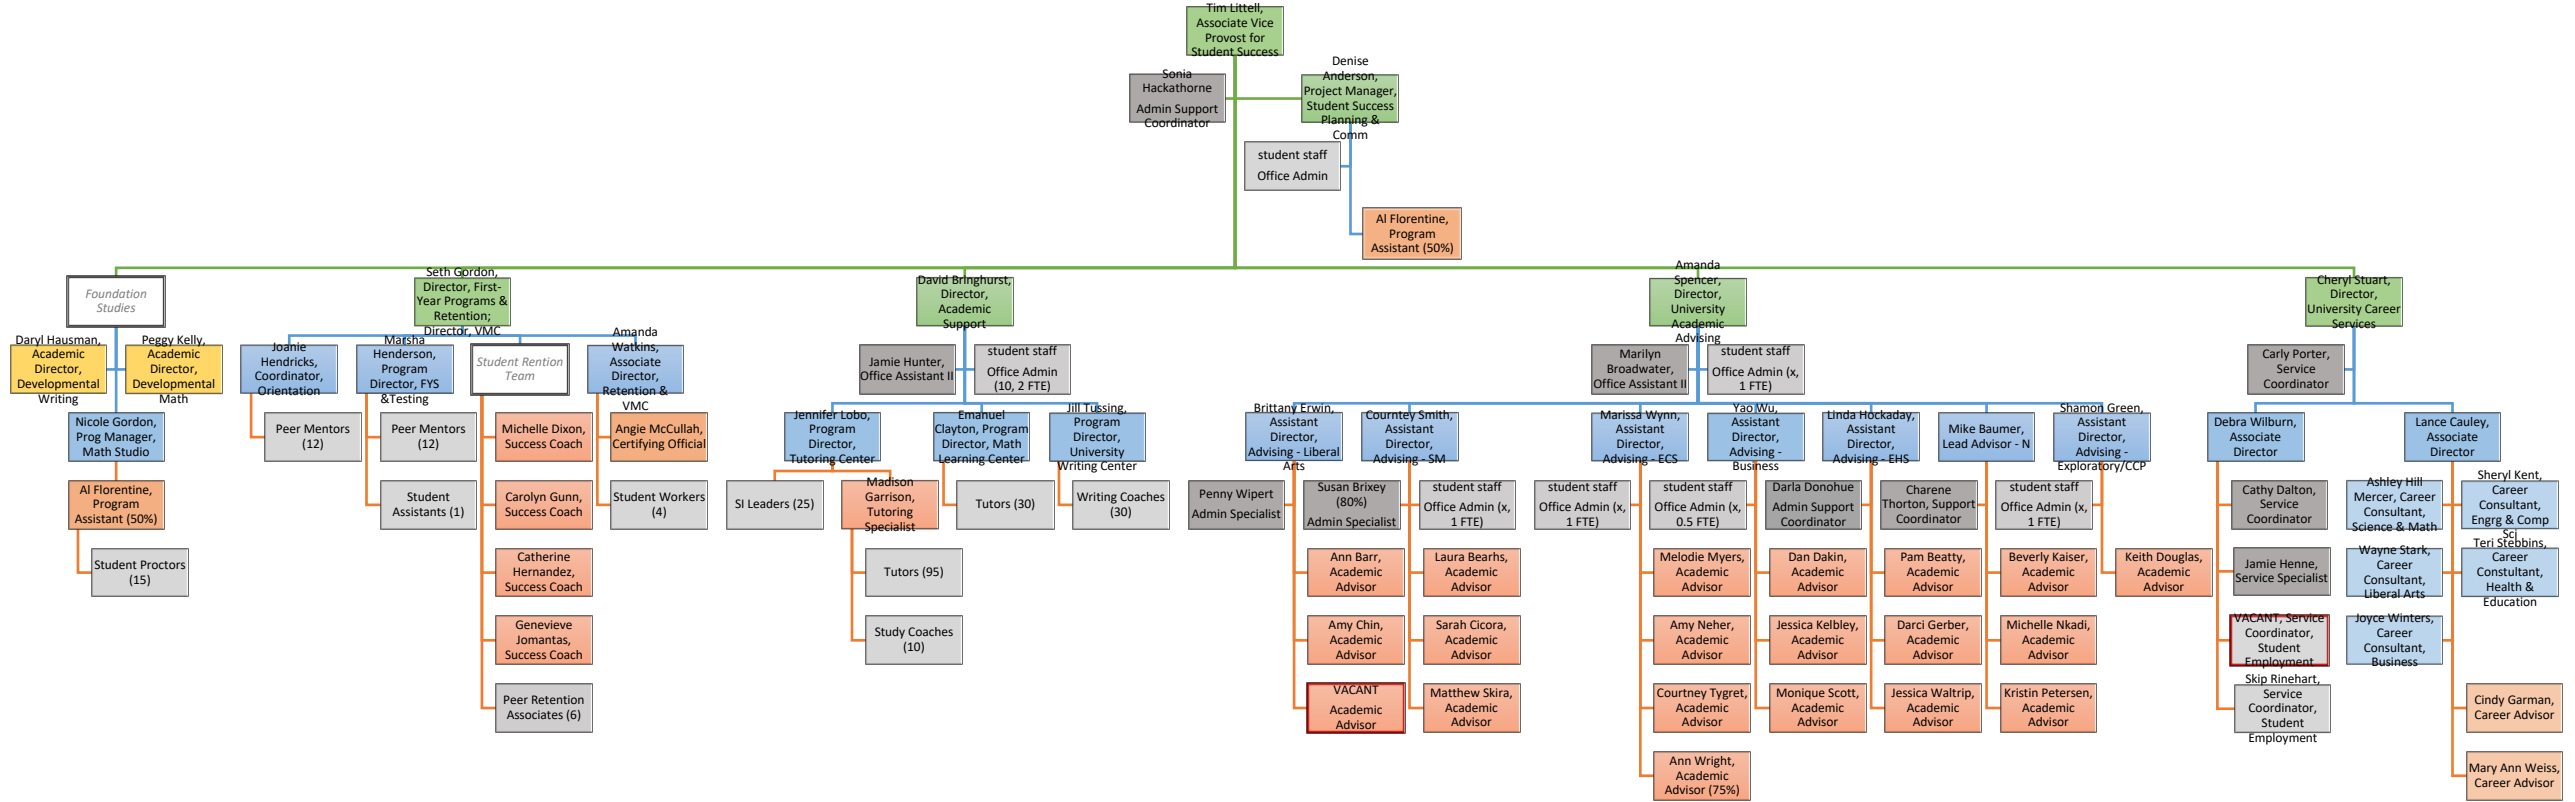 Tim Littell,
Associate Vice
Provost for
Student Success
Sonia
Hackathorne
Admin Support
Coordinator
Denise
Anderson,
Project Manager,
Student Success
Planning &
Comm
student staff
Office Admin
Al Florentine,
Program
Assistant (50%)
Foundation
Studies
Daryl Hausman,
Academic
Director,
Developmental
Writing
Peggy Kelly,
Academic
Director,
Developmental
Math
Nicole Gordon,
Prog Manager,
Math Studio
Al Florentine,
Program
Assistant (50%)
Student Proctors
(15)
Seth Gordon,
Director, First-
Year Programs &
Retention;
Director, VMC
Joanie
Hendricks,
Coordinator,
Orientation
Peer Mentors
(12)
Marsha
Henderson,
Program
Director, FYS
&Testing
Peer Mentors
(12)
Student
Assistants (1)
Student Rention
Team
Michelle Dixon,
Success Coach
Carolyn Gunn,
Success Coach
Catherine
Hernandez,
Success Coach
Genevieve
Jomantas,
Success Coach
Peer Retention
Associates (6)
Amanda
Watkins,
Associate
Director,
Retention &
VMC
Angie McCullah,
Certifying Official
Student Workers
(4)
David Bringhurst,
Director,
Academic
Support
Jamie Hunter,
Office Assistant II
student staff
Office Admin
(10, 2 FTE)
Jennifer Lobo,
Program
Director,
Tutoring Center
SI Leaders (25)
Madison
Garrison,
Tutoring
Specialist
Tutors (95)
Study Coaches
(10)
Emanuel
Clayton, Program
Director, Math
Learning Center
Tutors (30)
Jill Tussing,
Program
Director,
University
Writing Center
Writing Coaches
(30)
Amanda
Spencer,
Director,
University
Academic
Advising
Marilyn
Broadwater,
Office Assistant II
student staff
Office Admin (x,
1 FTE)
Brittany Erwin,
Assistant
Director,
Advising - Liberal
Arts
Penny Wipert
Admin Specialist
Susan Brixey
(80%)
Admin Specialist
Ann Barr,
Academic
Advisor
Amy Chin,
Academic
Advisor
VACANT
Academic
Advisor
Courntey Smith,
Assistant
Director,
Advising - SM
student staff
Office Admin (x,
1 FTE)
Laura Bearhs,
Academic
Advisor
Sarah Cicora,
Academic
Advisor
Matthew Skira,
Academic
Advisor
Marissa Wynn,
Assistant
Director,
Advising - ECS
student staff
Office Admin (x,
1 FTE)
student staff
Office Admin (x,
0.5 FTE)
Melodie Myers,
Academic
Advisor
Amy Neher,
Academic
Advisor
Courtney Tygret,
Academic
Advisor
Ann Wright,
Academic
Advisor (75%)
Yao Wu,
Assistant
Director,
Advising -
Business
Darla Donohue
Admin Support
Coordinator
Dan Dakin,
Academic
Advisor
Jessica Kelbley,
Academic
Advisor
Monique Scott,
Academic
Advisor
Linda Hockaday,
Assistant
Director,
Advising - EHS
Charene
Thorton, Support
Coordinator
Pam Beatty,
Academic
Advisor
Darci Gerber,
Academic
Advisor
Jessica Waltrip,
Academic
Advisor
Mike Baumer,
Lead Advisor - N
student staff
Office Admin (x,
1 FTE)
Beverly Kaiser,
Academic
Advisor
Michelle Nkadi,
Academic
Advisor
Kristin Petersen,
Academic
Advisor
Shamon Green,
Assistant
Director,
Advising -
Exploratory/CCP
Keith Douglas,
Academic
Advisor
Cheryl Stuart,
Director,
University Career
Services
Carly Porter,
Service
Coordinator
Debra Wilburn,
Associate
Director
Cathy Dalton,
Service
Coordinator
Jamie Henne,
Service Specialist
VACANT, Service
Coordinator,
Student
Employment
Skip Rinehart,
Service
Coordinator,
Student
Employment
Lance Cauley,
Associate
Director
Ashley Hill
Mercer, Career
Consultant,
Science & Math
Sheryl Kent,
Career
Consultant,
Engrg & Comp
Sci
Wayne Stark,
Career
Consultant,
Liberal Arts
Teri Stebbins,
Career
Constultant,
Health &
Education
Joyce Winters,
Career
Consultant,
Business
Cindy Garman,
Career Advisor
Mary Ann Weiss,
Career Advisor